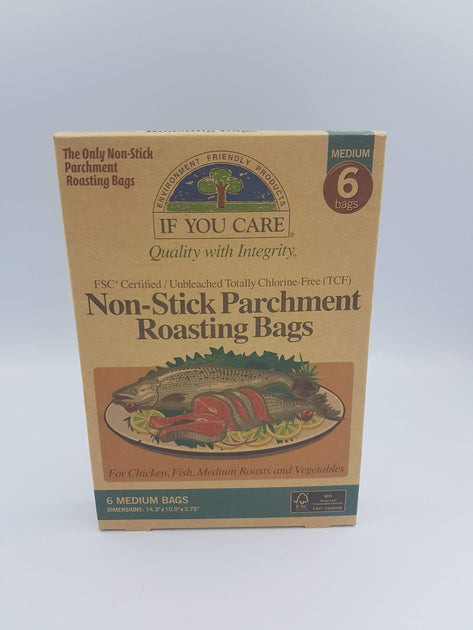 The Only Non-Stick
Parchment
Roasting Bags
MEDIUM
6
bags
ENVIRONMENT FRIENDLY PRODUCTS
IF YOU CARE®
Quality with Integrity.
FSC® Certified / Unbleached Totally Chlorine-Free (TCF)
Non-Stick Parchment
Roasting Bags
For Chicken, Fish, Medium Roasts and Vegetables
6 MEDIUM BAGS
DIMENSIONS: 14.3"x10.5"x3.75"
FSC
MIX